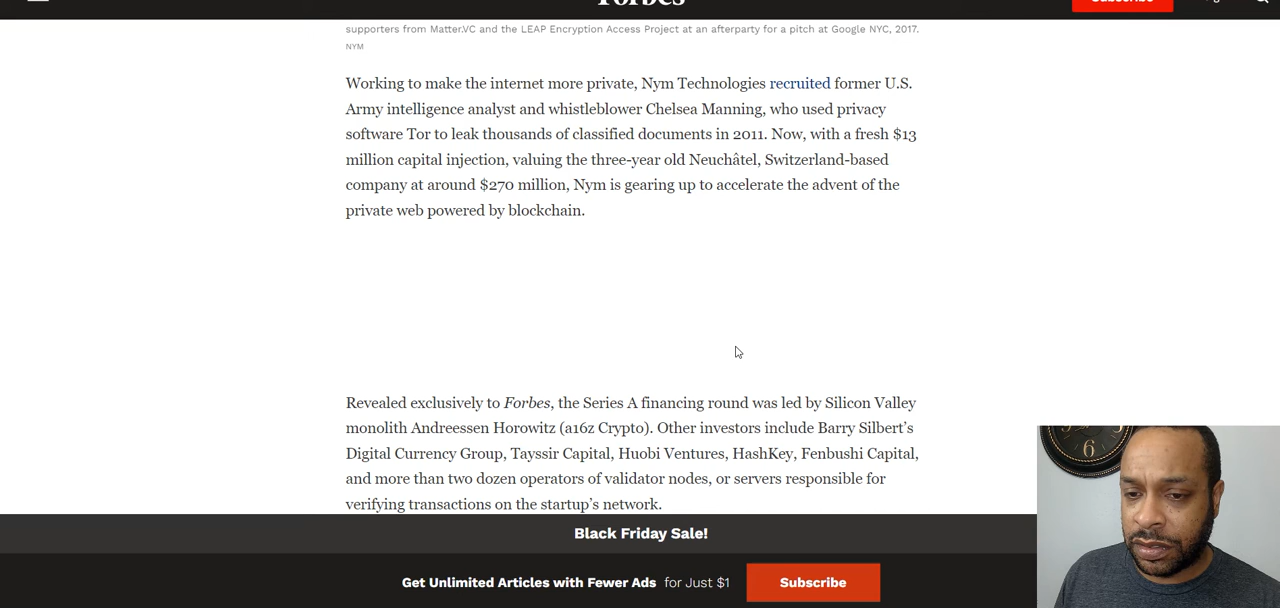 Forbes
Subscribe
supporters from Matter.VC and the LEAP Encryption Access Project at an afterparty for a pitch at Google NYC, 2017.
NYM
Working to make the internet more private, Nym Technologies recruited former U.S.
Army intelligence analyst and whistleblower Chelsea Manning, who used privacy
software Tor to leak thousands of classified documents in 2011. Now, with a fresh $13
million capital injection, valuing the three-year old Neuchâtel, Switzerland-based
company at around $270 million, Nym is gearing up to accelerate the advent of the
private web powered by blockchain.
Revealed exclusively to Forbes, the Series A financing round was led by Silicon Valley
monolith Andreessen Horowitz (a16z Crypto). Other investors include Barry Silbert's
Digital Currency Group, Tayssir Capital, Huobi Ventures, HashKey, Fenbushi Capital,
and more than two dozen operators of validator nodes, or servers responsible for
verifying transactions on the startup's network.
Black Friday Sale!
Get Unlimited Articles with Fewer Ads for Just $1
Subscribe
6